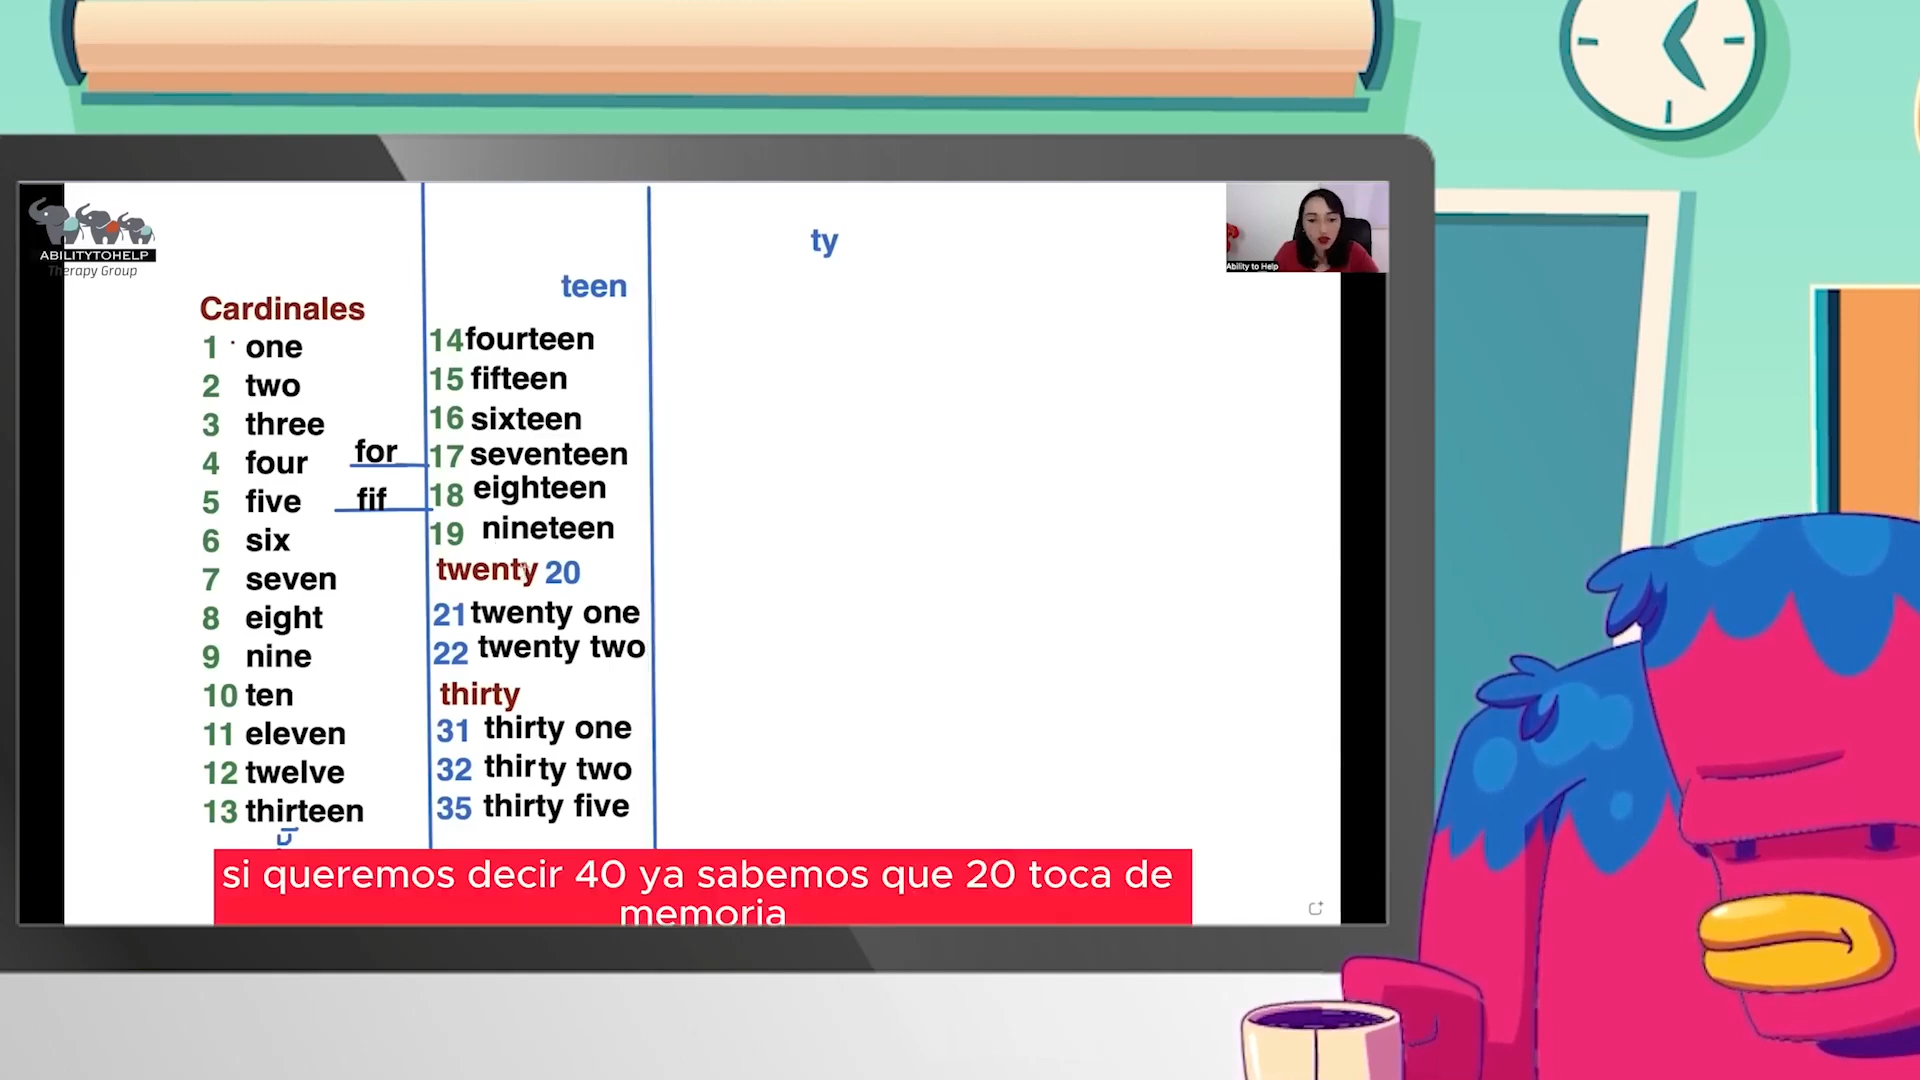 ABILITYTOHELP
Therapy Group
Cardinales
1 one
2 two
3 three
4 four for
5 five fif
6 six
7 seven
8 eight
9 nine
10 ten
11 eleven
12 twelve
13 thirteen
teen
14 fourteen
15 fifteen
16 sixteen
17 seventeen
18 eighteen
19 nineteen
twenty 20
21 twenty one
22 twenty two
thirty
31 thirty one
32 thirty two
35 thirty five
ty
Ability to Help
si queremos decir 40 ya sabemos que 20 toca de
memoria